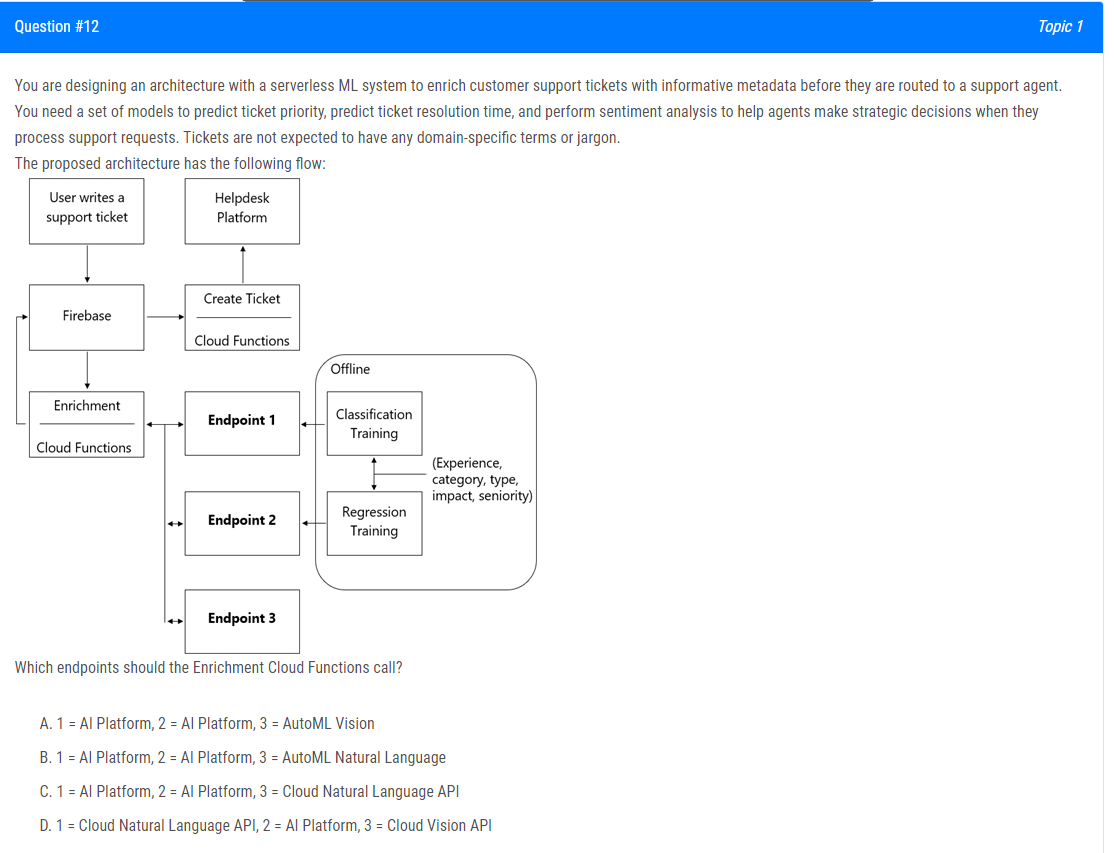 Question #12
Topic 1
You are designing an architecture with a serverless ML system to enrich customer support tickets with informative metadata before they are routed to a support agent.
You need a set of models to predict ticket priority, predict ticket resolution time, and perform sentiment analysis to help agents make strategic decisions when they
process support requests. Tickets are not expected to have any domain-specific terms or jargon.
The proposed architecture has the following flow:
User writes a
support ticket
Helpdesk
Platform
Firebase
Create Ticket
Cloud Functions
Offline
Enrichment
Cloud Functions
Endpoint 1
Classification
Training
(Experience,
category, type,
impact, seniority)
Endpoint 2
Regression
Training
Endpoint 3
Which endpoints should the Enrichment Cloud Functions call?
A. 1 = AI Platform, 2 = AI Platform, 3 = AutoML Vision
B. 1 = AI Platform, 2 = AI Platform, 3 = AutoML Natural Language
C. 1 = AI Platform, 2 = AI Platform, 3 = Cloud Natural Language API
D. 1 = Cloud Natural Language API, 2 = AI Platform, 3 = Cloud Vision API